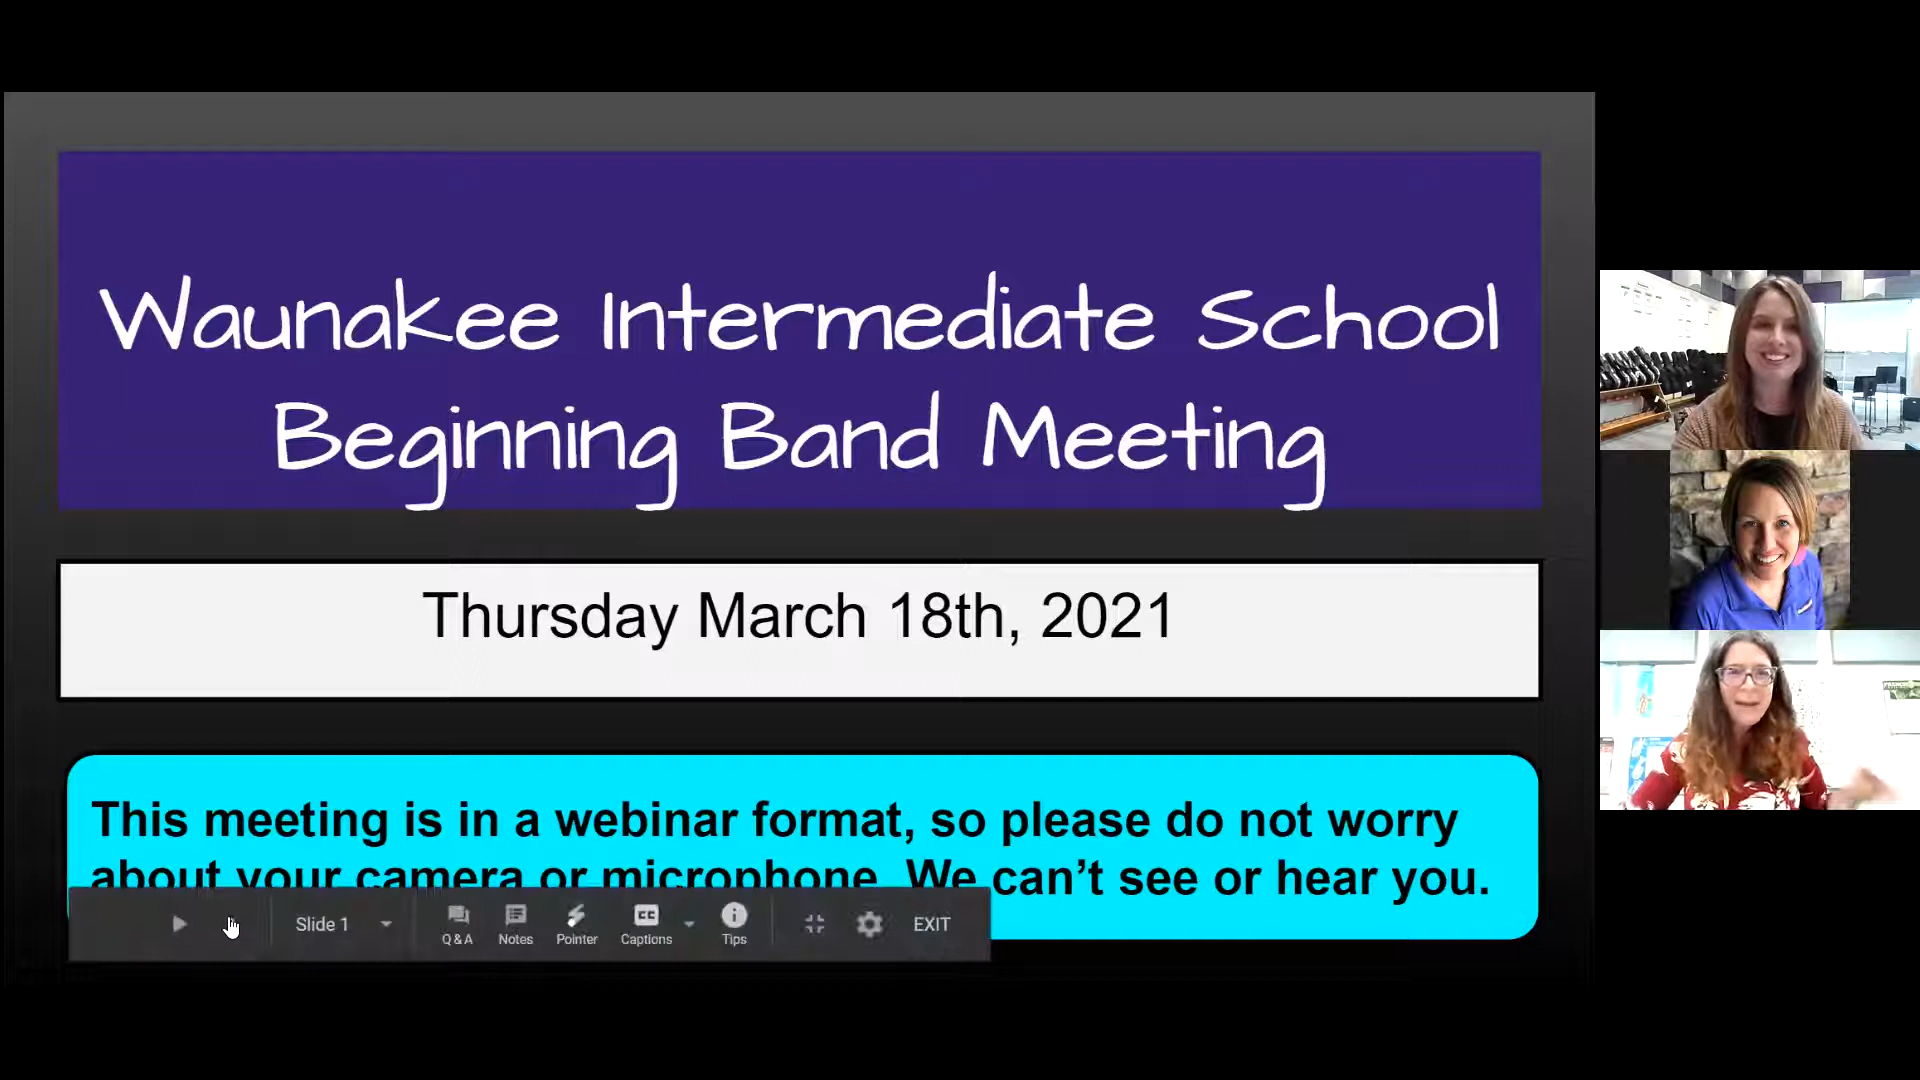 Waunakee Intermediate School
Beginning Band Meeting
Thursday March 18th, 2021
This meeting is in a webinar format, so please do not worry
about your camera or microphone. We can't see or hear you.
Slide 1
Q&A
Notes
Pointer
Captions
Tips
EXIT